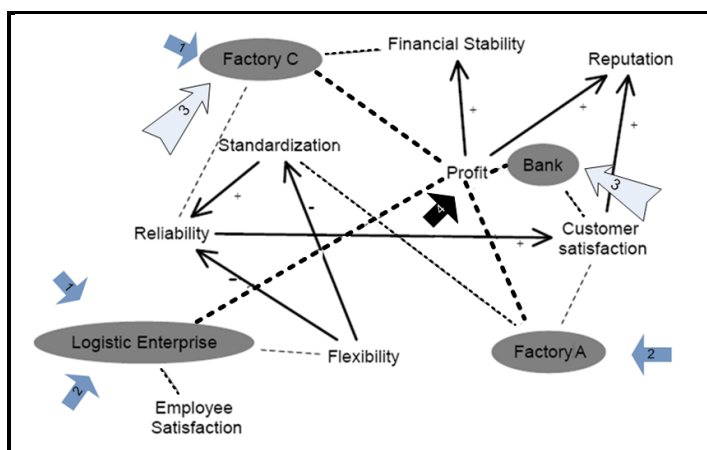 1
Factory C
Financial Stability
Reputation
3
Standardization
+
+
+
Profit
Bank
3
+
-
4
Reliability
Customer
satisfaction
+
1
-
Logistic Enterprise
Flexibility
Factory A
2
2
Employee
Satisfaction